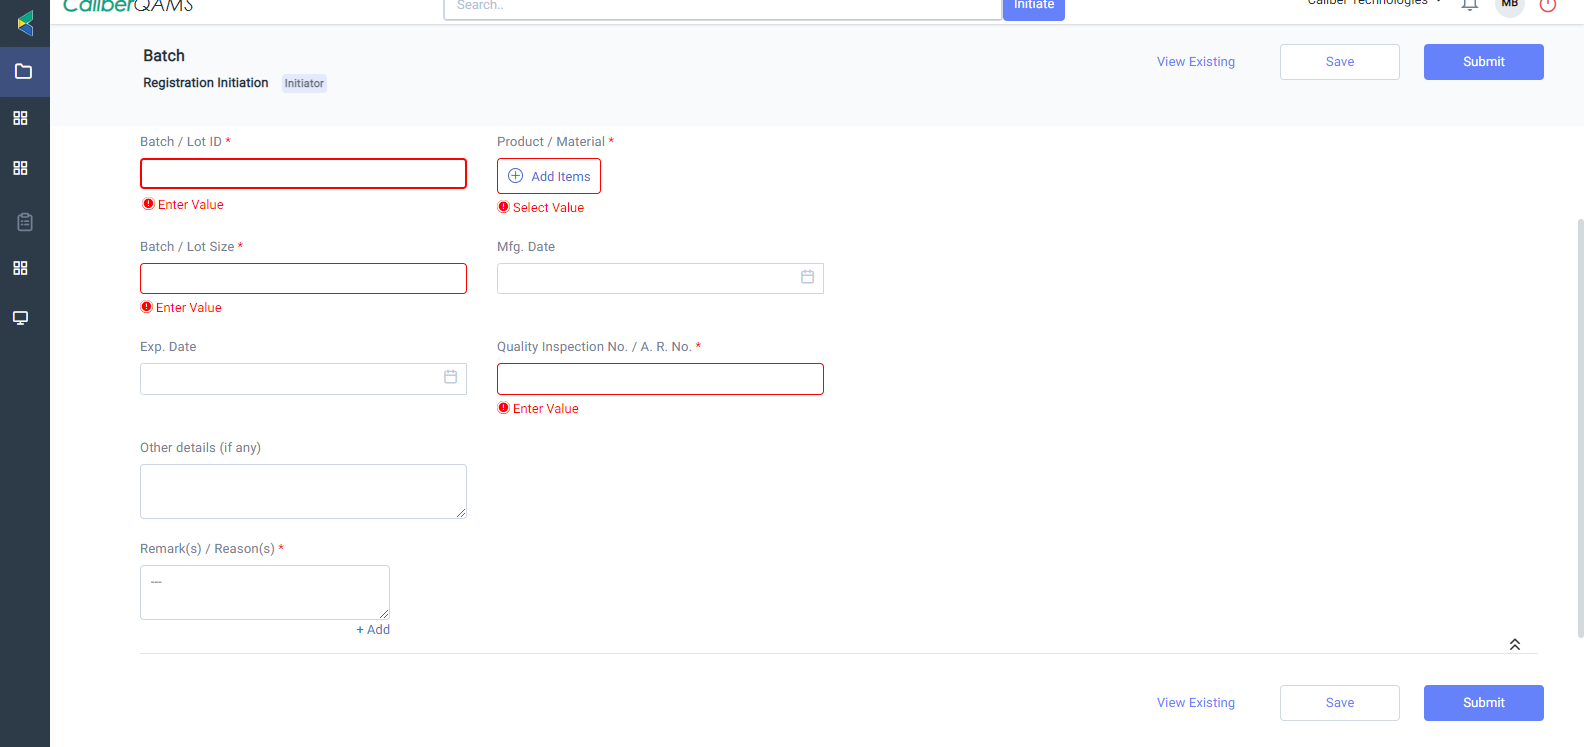 CaliberQAMS
Search..
Initiate
Caliber Technologies
MB
Batch
Registration Initiation Initiator
View Existing
Save
Submit
Batch / Lot ID *
Enter Value
Product / Material *
Add Items
Select Value
Batch / Lot Size *
Enter Value
Mfg. Date
Exp. Date
Quality Inspection No. / A. R. No. *
Enter Value
Other details (if any)
Remark(s) / Reason(s) *
---
+ Add
View Existing
Save
Submit